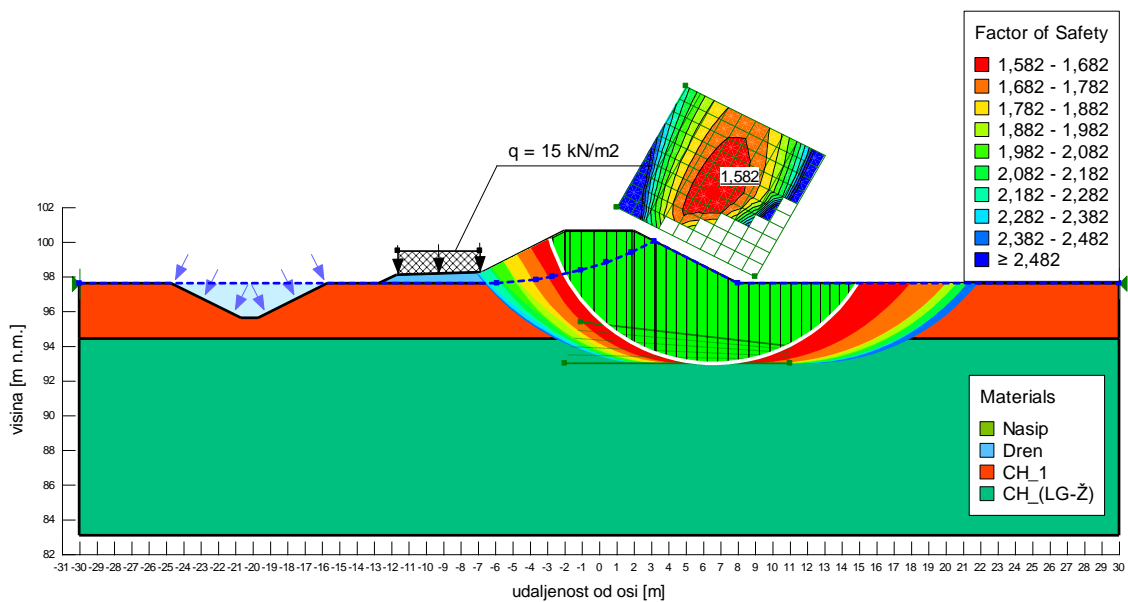 Factor of Safety
1,582 - 1,682
1,682 - 1,782
1,782 - 1,882
1,882 - 1,982
1,982 - 2,082
2,082 - 2,182
2,182 - 2,282
2,282 - 2,382
2,382 - 2,482
≥ 2,482
q = 15 kN/m2
1,582
visina [m n.m.]
102
100
98
96
94
92
90
88
86
84
82
Materials
Nasip
Dren
CH_1
CH_(LG-Ž)
-31 -30 -29 -28 -27 -26 -25 -24 -23 -22 -21 -20 -19 -18 -17 -16 -15 -14 -13 -12 -11 -10 -9 -8 -7 -6 -5 -4 -3 -2 -1 0 1 2 3 4 5 6 7 8 9 10 11 12 13 14 15 16 17 18 19 20 21 22 23 24 25 26 27 28 29 30
udaljenost od osi [m]